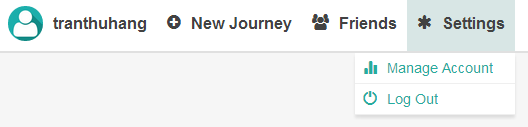 tranthuhang New Journey Friends Settings
Manage Account
Log Out